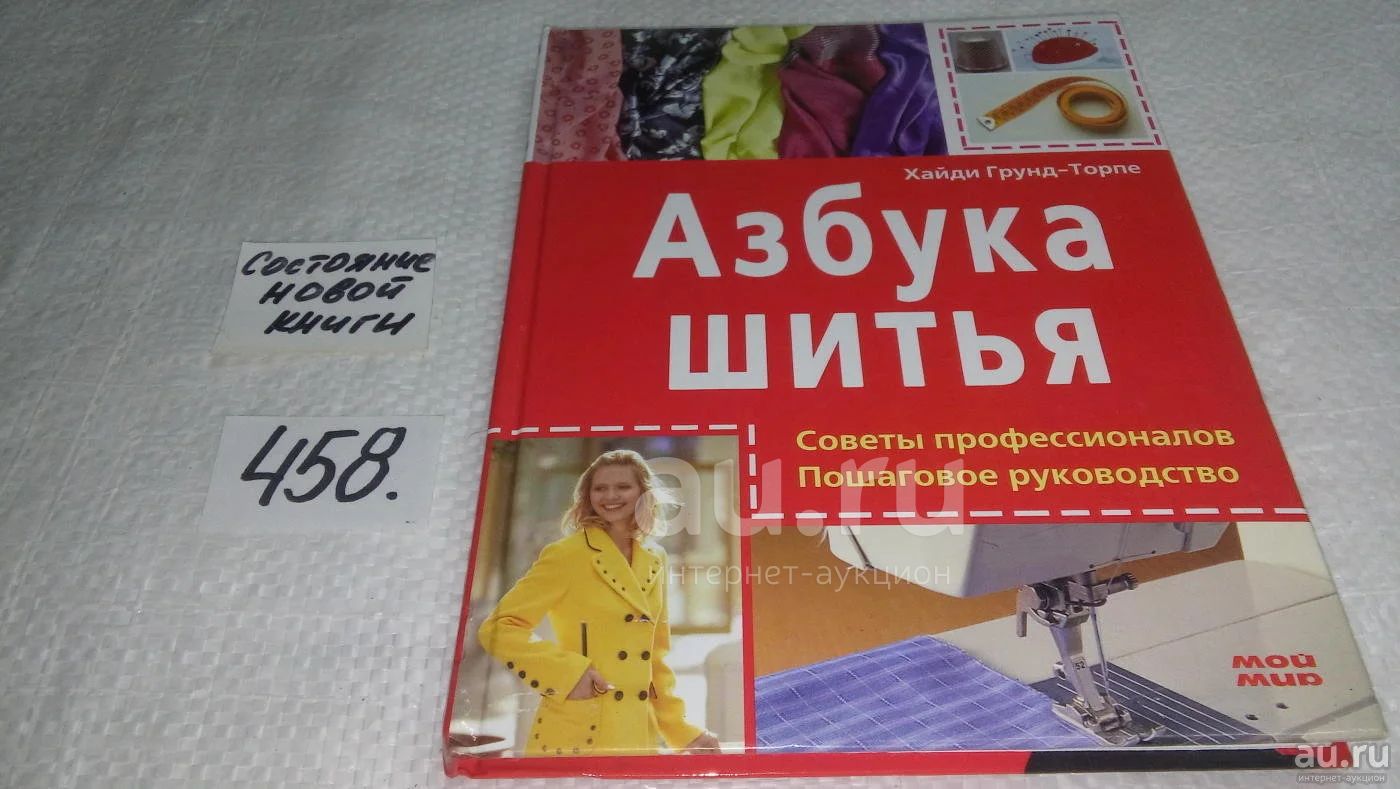 Состояние
новой
книги
458.
Хайди Грунд-Торпе
Азбука
шитья
Советы профессионалов
Пошаговое руководство
52
мой
мир
au.ru
интернет-аукцион
au.ru
интернет-аукцион